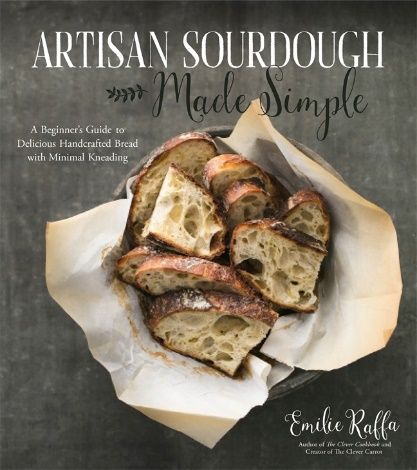 ARTISAN SOURDOUGH
Made Simple
A Beginner's Guide to
Delicious Handcrafted Bread
with Minimal Kneading
Emilie Raffa
Author of The Clever Cookbook and
Creator of The Clever Carrot